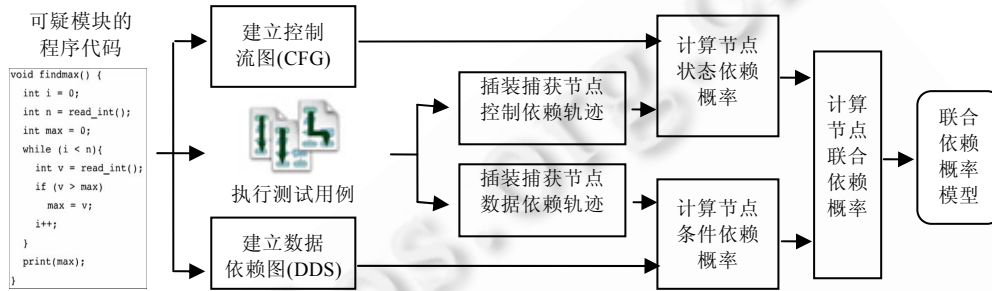 可疑模块的
程序代码
void findmax() {
int i = 0;
int n = read_int();
int max = 0;
while (i < n){
int v = read_int();
if (v > max)
max = v;
i++;
}
print(max);
}
建立控制
流图(CFG)
执行测试用例
建立数据
依赖图(DDS)
插装捕获节点
控制依赖轨迹
插装捕获节点
数据依赖轨迹
计算节点
状态依赖
概率
计算节点
条件依赖
概率
计算
节点
联合
依赖
概率
联合
依赖
概率
模型